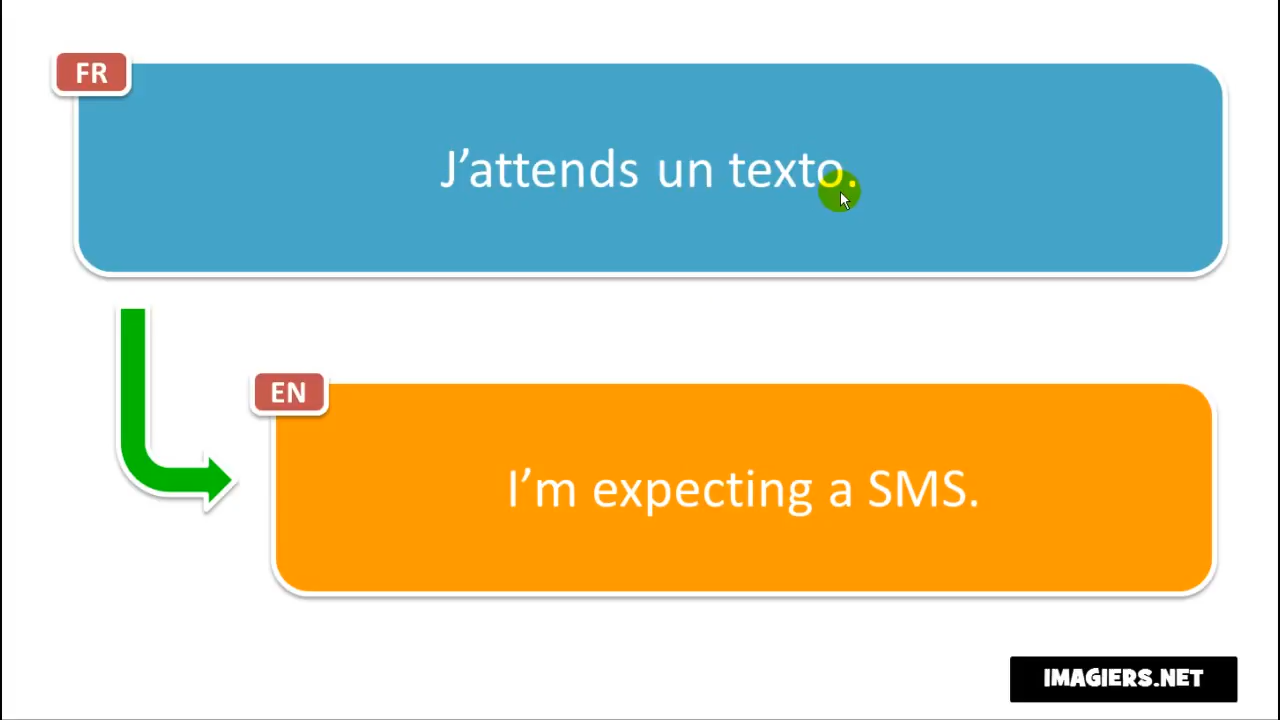 FR
J’attends un texto.
EN
I’m expecting a SMS.
IMAGIERS.NET